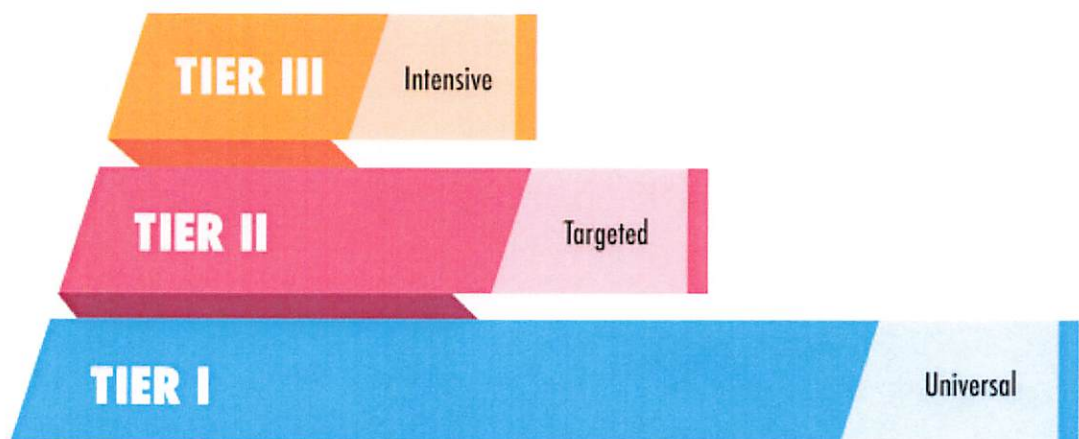 TIER III
Intensive
TIER II
Targeted
TIER I
Universal